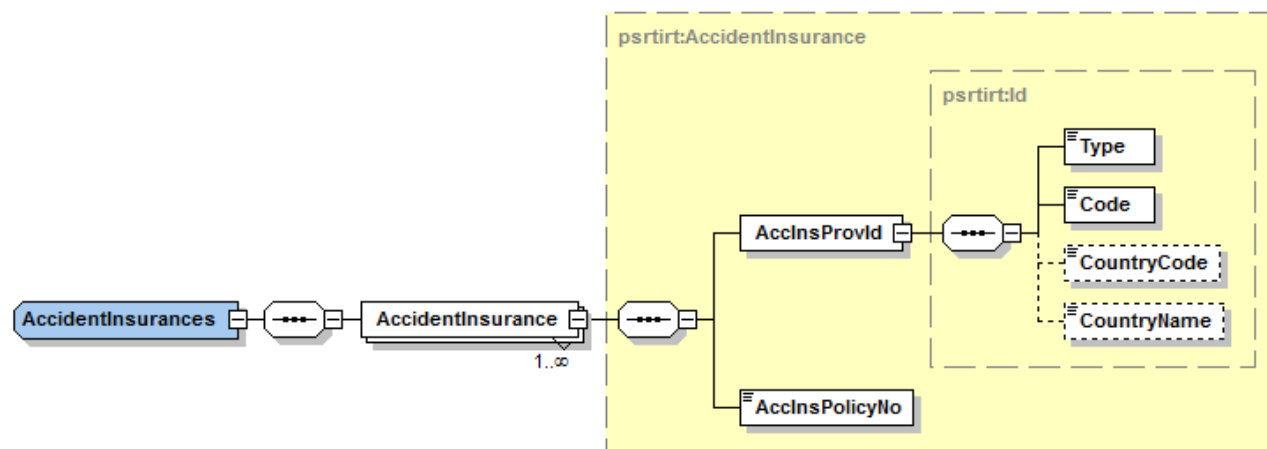 psrtirt:AccidentInsurance
psrtirt:Id
Type
Code
AccInsProvId
CountryCode
CountryName
AccidentInsurances
AccidentInsurance
1..∞
AccInsPolicyNo